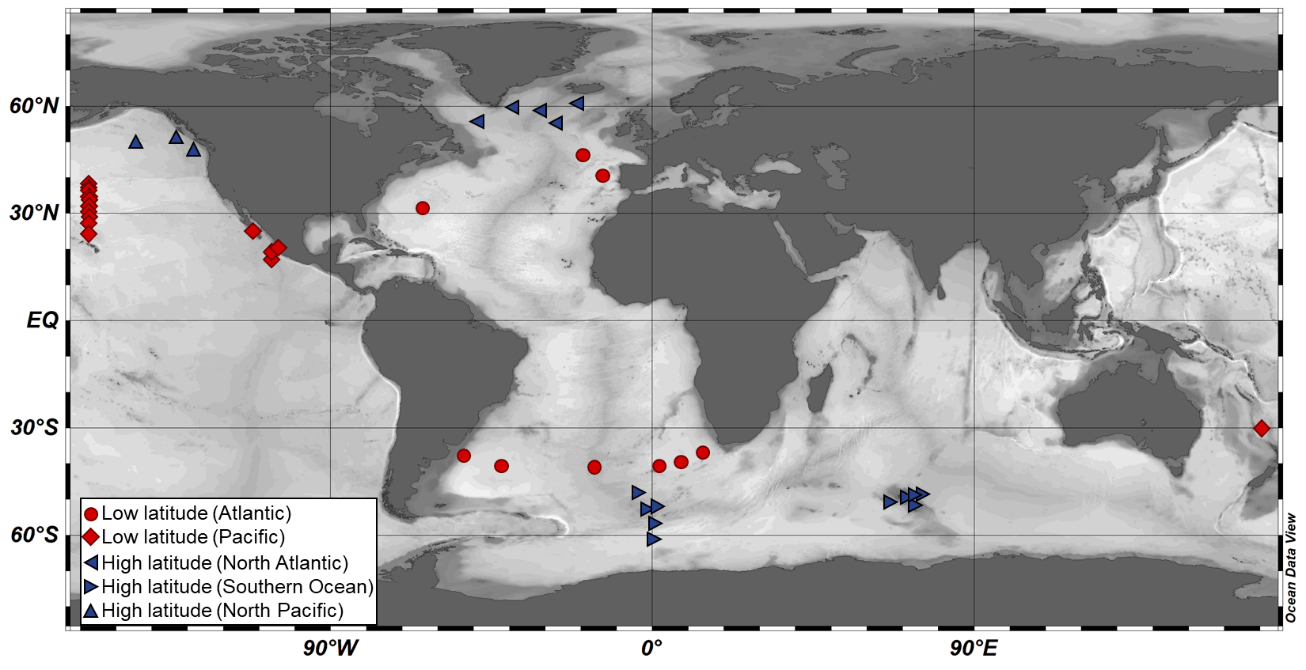 60°N
30°N
EQ
30°S
60°S
Low latitude (Atlantic)
Low latitude (Pacific)
High latitude (North Atlantic)
High latitude (Southern Ocean)
High latitude (North Pacific)
90°W
0°
90°E
Ocean Data View